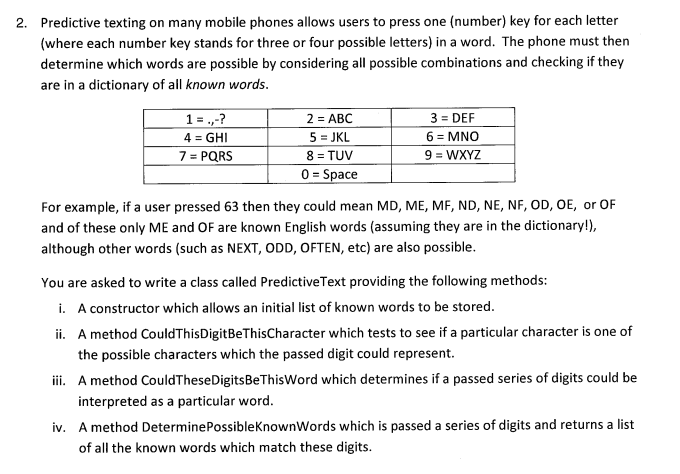 2. Predictive texting on many mobile phones allows users to press one (number) key for each letter
(where each number key stands for three or four possible letters) in a word. The phone must then
determine which words are possible by considering all possible combinations and checking if they
are in a dictionary of all known words.
1 = .,-?
2 = ABC
3 = DEF
4 = GHI
5 = JKL
6 = MNO
7 = PQRS
8 = TUV
9 = WXYZ
0 = Space
For example, if a user pressed 63 then they could mean MD, ME, MF, ND, NE, NF, OD, OE, or OF
and of these only ME and OF are known English words (assuming they are in the dictionary!),
although other words (such as NEXT, ODD, OFTEN, etc) are also possible.
You are asked to write a class called PredictiveText providing the following methods:
i. A constructor which allows an initial list of known words to be stored.
ii. A method CouldThisDigitBeThisCharacter which tests to see if a particular character is one of
the possible characters which the passed digit could represent.
iii. A method CouldTheseDigitsBeThisWord which determines if a passed series of digits could be
interpreted as a particular word.
iv. A method DeterminePossibleKnownWords which is passed a series of digits and returns a list
of all the known words which match these digits.